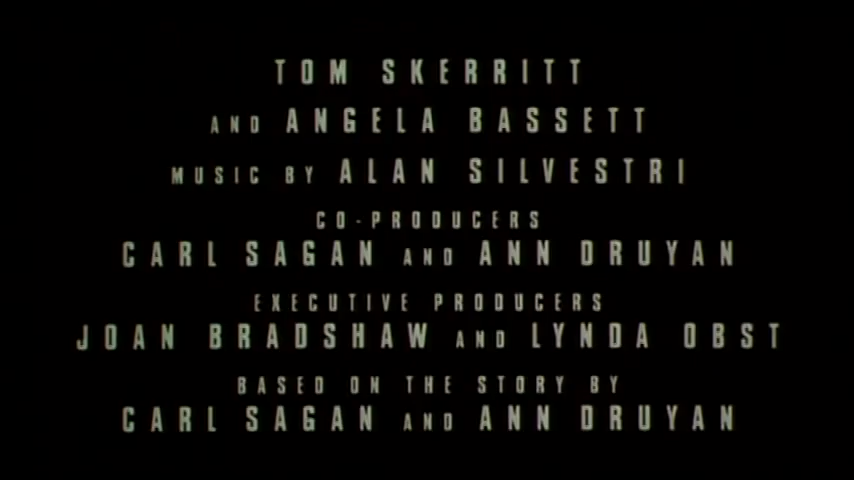 TOM SKERRITT
AND ANGELA BASSETT
MUSIC BY ALAN SILVESTRI
CO-PRODUCERS
CARL SAGAN AND ANN DRUYAN
EXECUTIVE PRODUCERS
JOAN BRADSHAW AND LYNDA OBST
BASED ON THE STORY BY
CARL SAGAN AND ANN DRUYAN